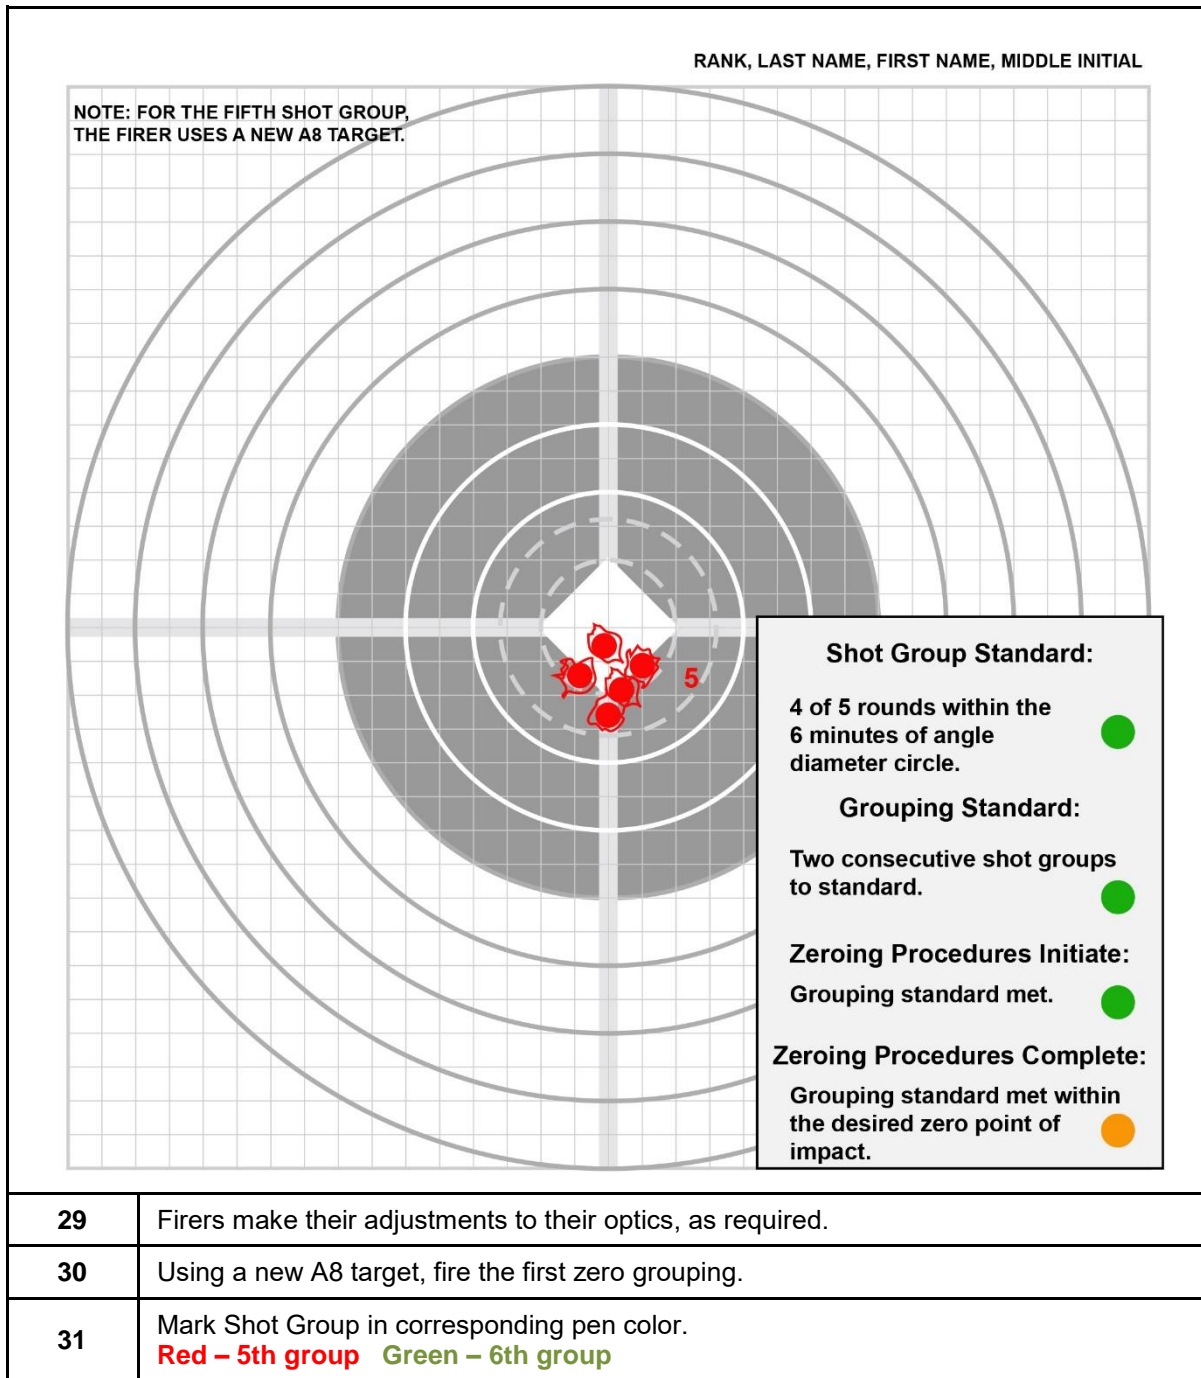 RANK, LAST NAME, FIRST NAME, MIDDLE INITIAL
NOTE: FOR THE FIFTH SHOT GROUP,
THE FIRER USES A NEW A8 TARGET.
5
Shot Group Standard:
4 of 5 rounds within the
6 minutes of angle
diameter circle.
Grouping Standard:
Two consecutive shot groups
to standard.
Zeroing Procedures Initiate:
Grouping standard met.
Zeroing Procedures Complete:
Grouping standard met within
the desired zero point of
impact.
29 Firers make their adjustments to their optics, as required.
30 Using a new A8 target, fire the first zero grouping.
31 Mark Shot Group in corresponding pen color.
Red – 5th group Green – 6th group